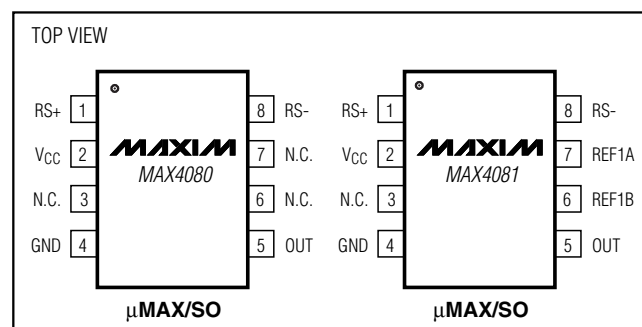 TOP VIEW
RS+ 1 8 RS-
VCC 2 7 N.C.
N.C. 3 6 N.C.
GND 4 5 OUT
MAXIM
MAX4080
µMAX/SO
RS+ 1 8 RS-
VCC 2 7 REF1A
N.C. 3 6 REF1B
GND 4 5 OUT
MAXIM
MAX4081
µMAX/SO